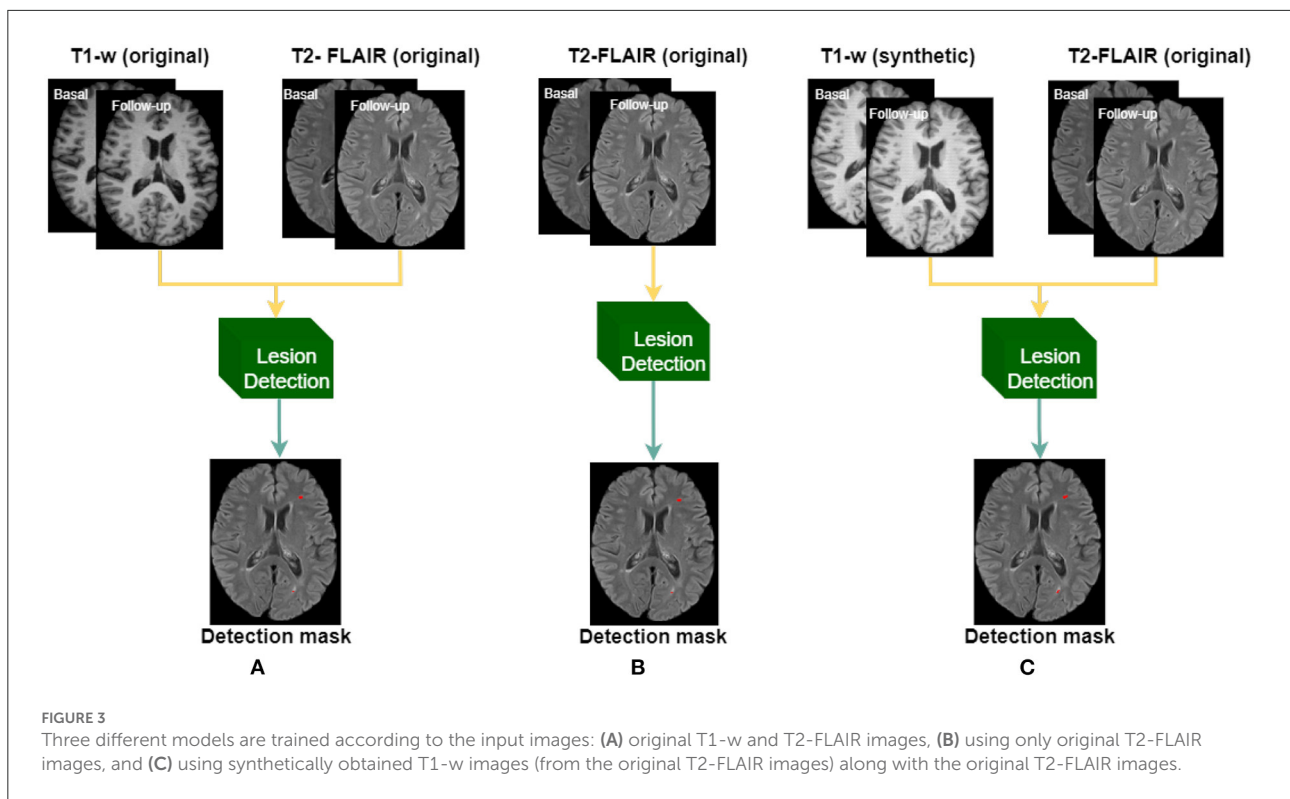 T1-w (original)
T2- FLAIR (original)
T2-FLAIR (original)
T1-w (synthetic)
T2-FLAIR (original)
Basal
Follow-up
Basal
Follow-up
Basal
Follow-up
Basal
Follow-up
Basal
Follow-up
Lesion
Detection
Lesion
Detection
Lesion
Detection
Detection mask
Detection mask
Detection mask
A
B
C
FIGURE 3
Three different models are trained according to the input images: (A) original T1-w and T2-FLAIR images, (B) using only original T2-FLAIR
images, and (C) using synthetically obtained T1-w images (from the original T2-FLAIR images) along with the original T2-FLAIR images.